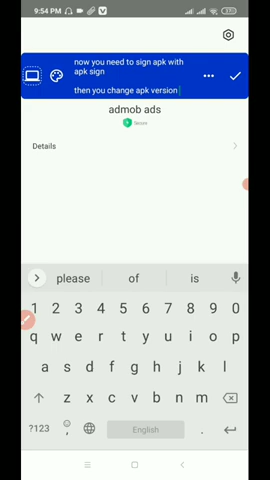 9:54 PM
now you need to sign apk with
apk sign
then you change apk version
admob ads
Secure
Details
please of is
1 2 3 4 5 6 7 8 9 0
q w e r t y u i o p
a s d f g h j k l
z x c v b n m
?123 , English .